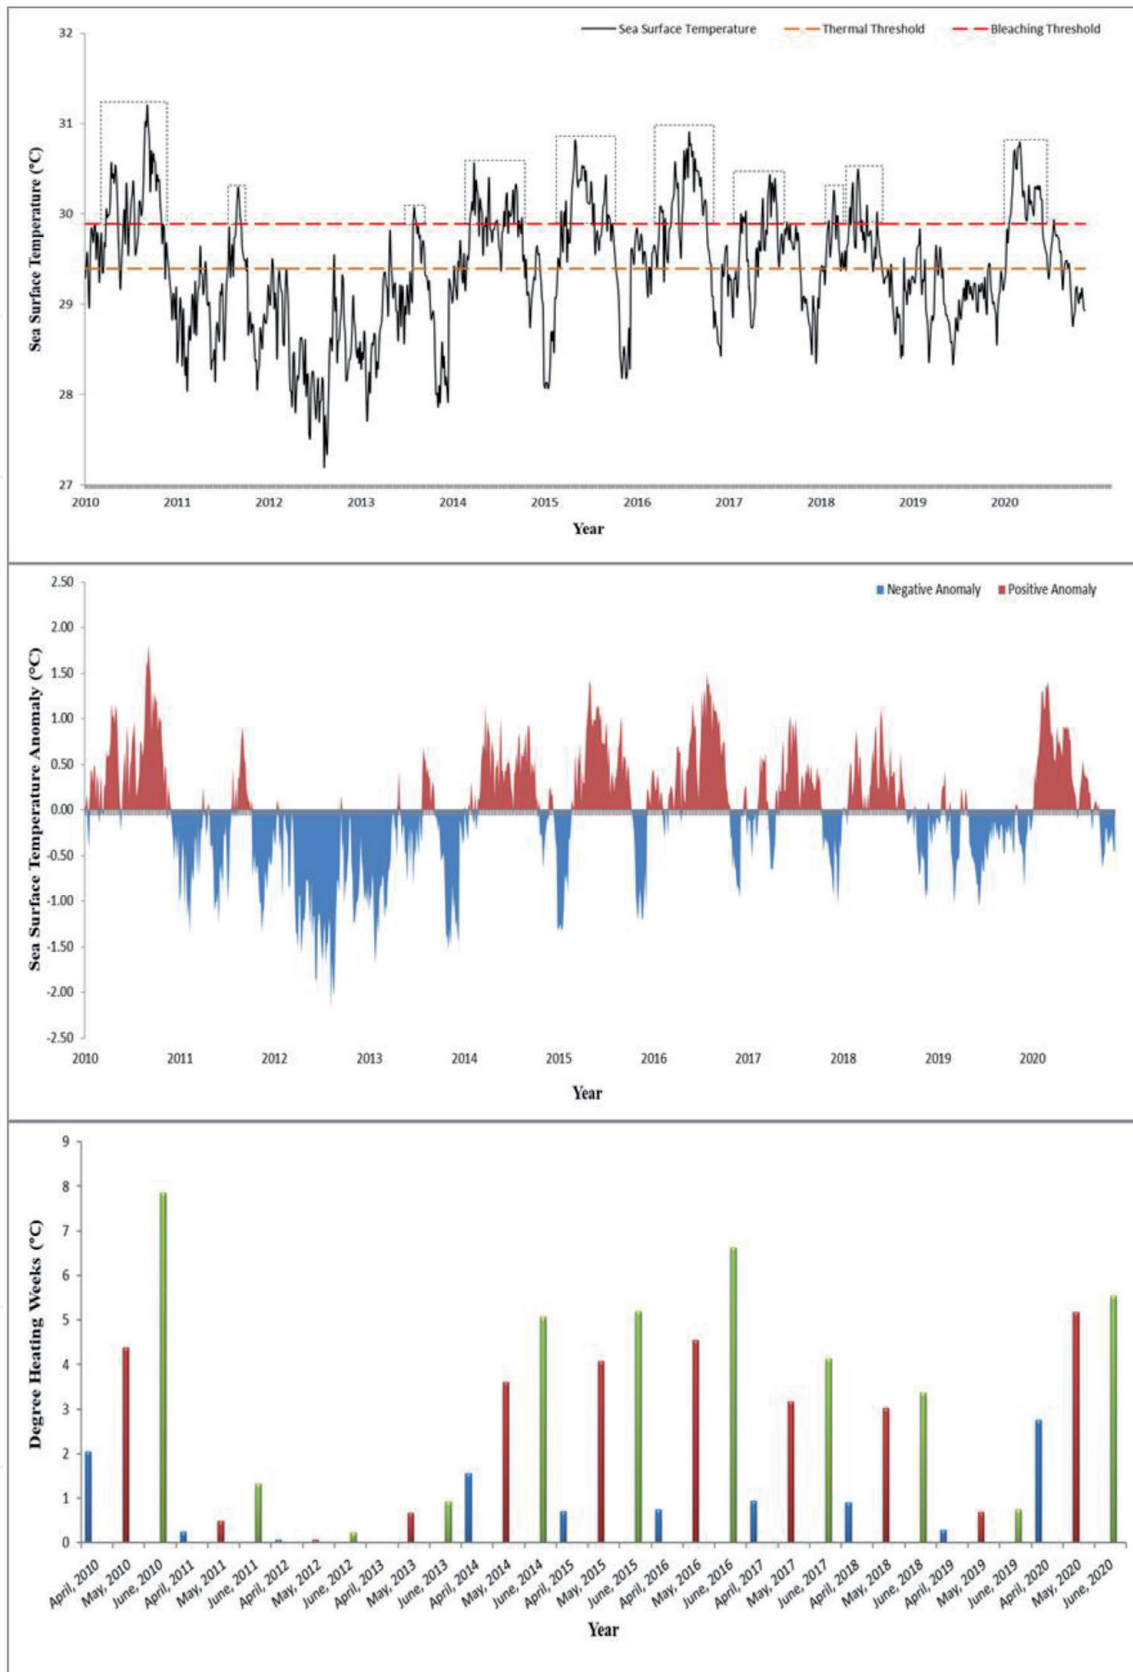 Sea Surface Temperature Thermal Threshold Bleaching Threshold
Sea Surface Temperature (°C)
32
31
30
29
28
27
2010 2011 2012 2013 2014 2015 2016 2017 2018 2019 2020
Year
Negative Anomaly Positive Anomaly
Sea Surface Temperature Anomaly (°C)
2.50
2.00
1.50
1.00
0.50
0.00
-0.50
-1.00
-1.50
-2.00
-2.50
2010 2011 2012 2013 2014 2015 2016 2017 2018 2019 2020
Year
Degree Heating Weeks (°C)
9
8
7
6
5
4
3
2
1
0
April, 2010
May, 2010
June, 2010
April, 2011
May, 2011
June, 2011
April, 2012
May, 2012
June, 2012
April, 2013
May, 2013
June, 2013
April, 2014
May, 2014
June, 2014
April, 2015
May, 2015
June, 2015
April, 2016
May, 2016
June, 2016
April, 2017
May, 2017
June, 2017
April, 2018
May, 2018
June, 2018
April, 2019
May, 2019
June, 2019
April, 2020
May, 2020
June, 2020
Year